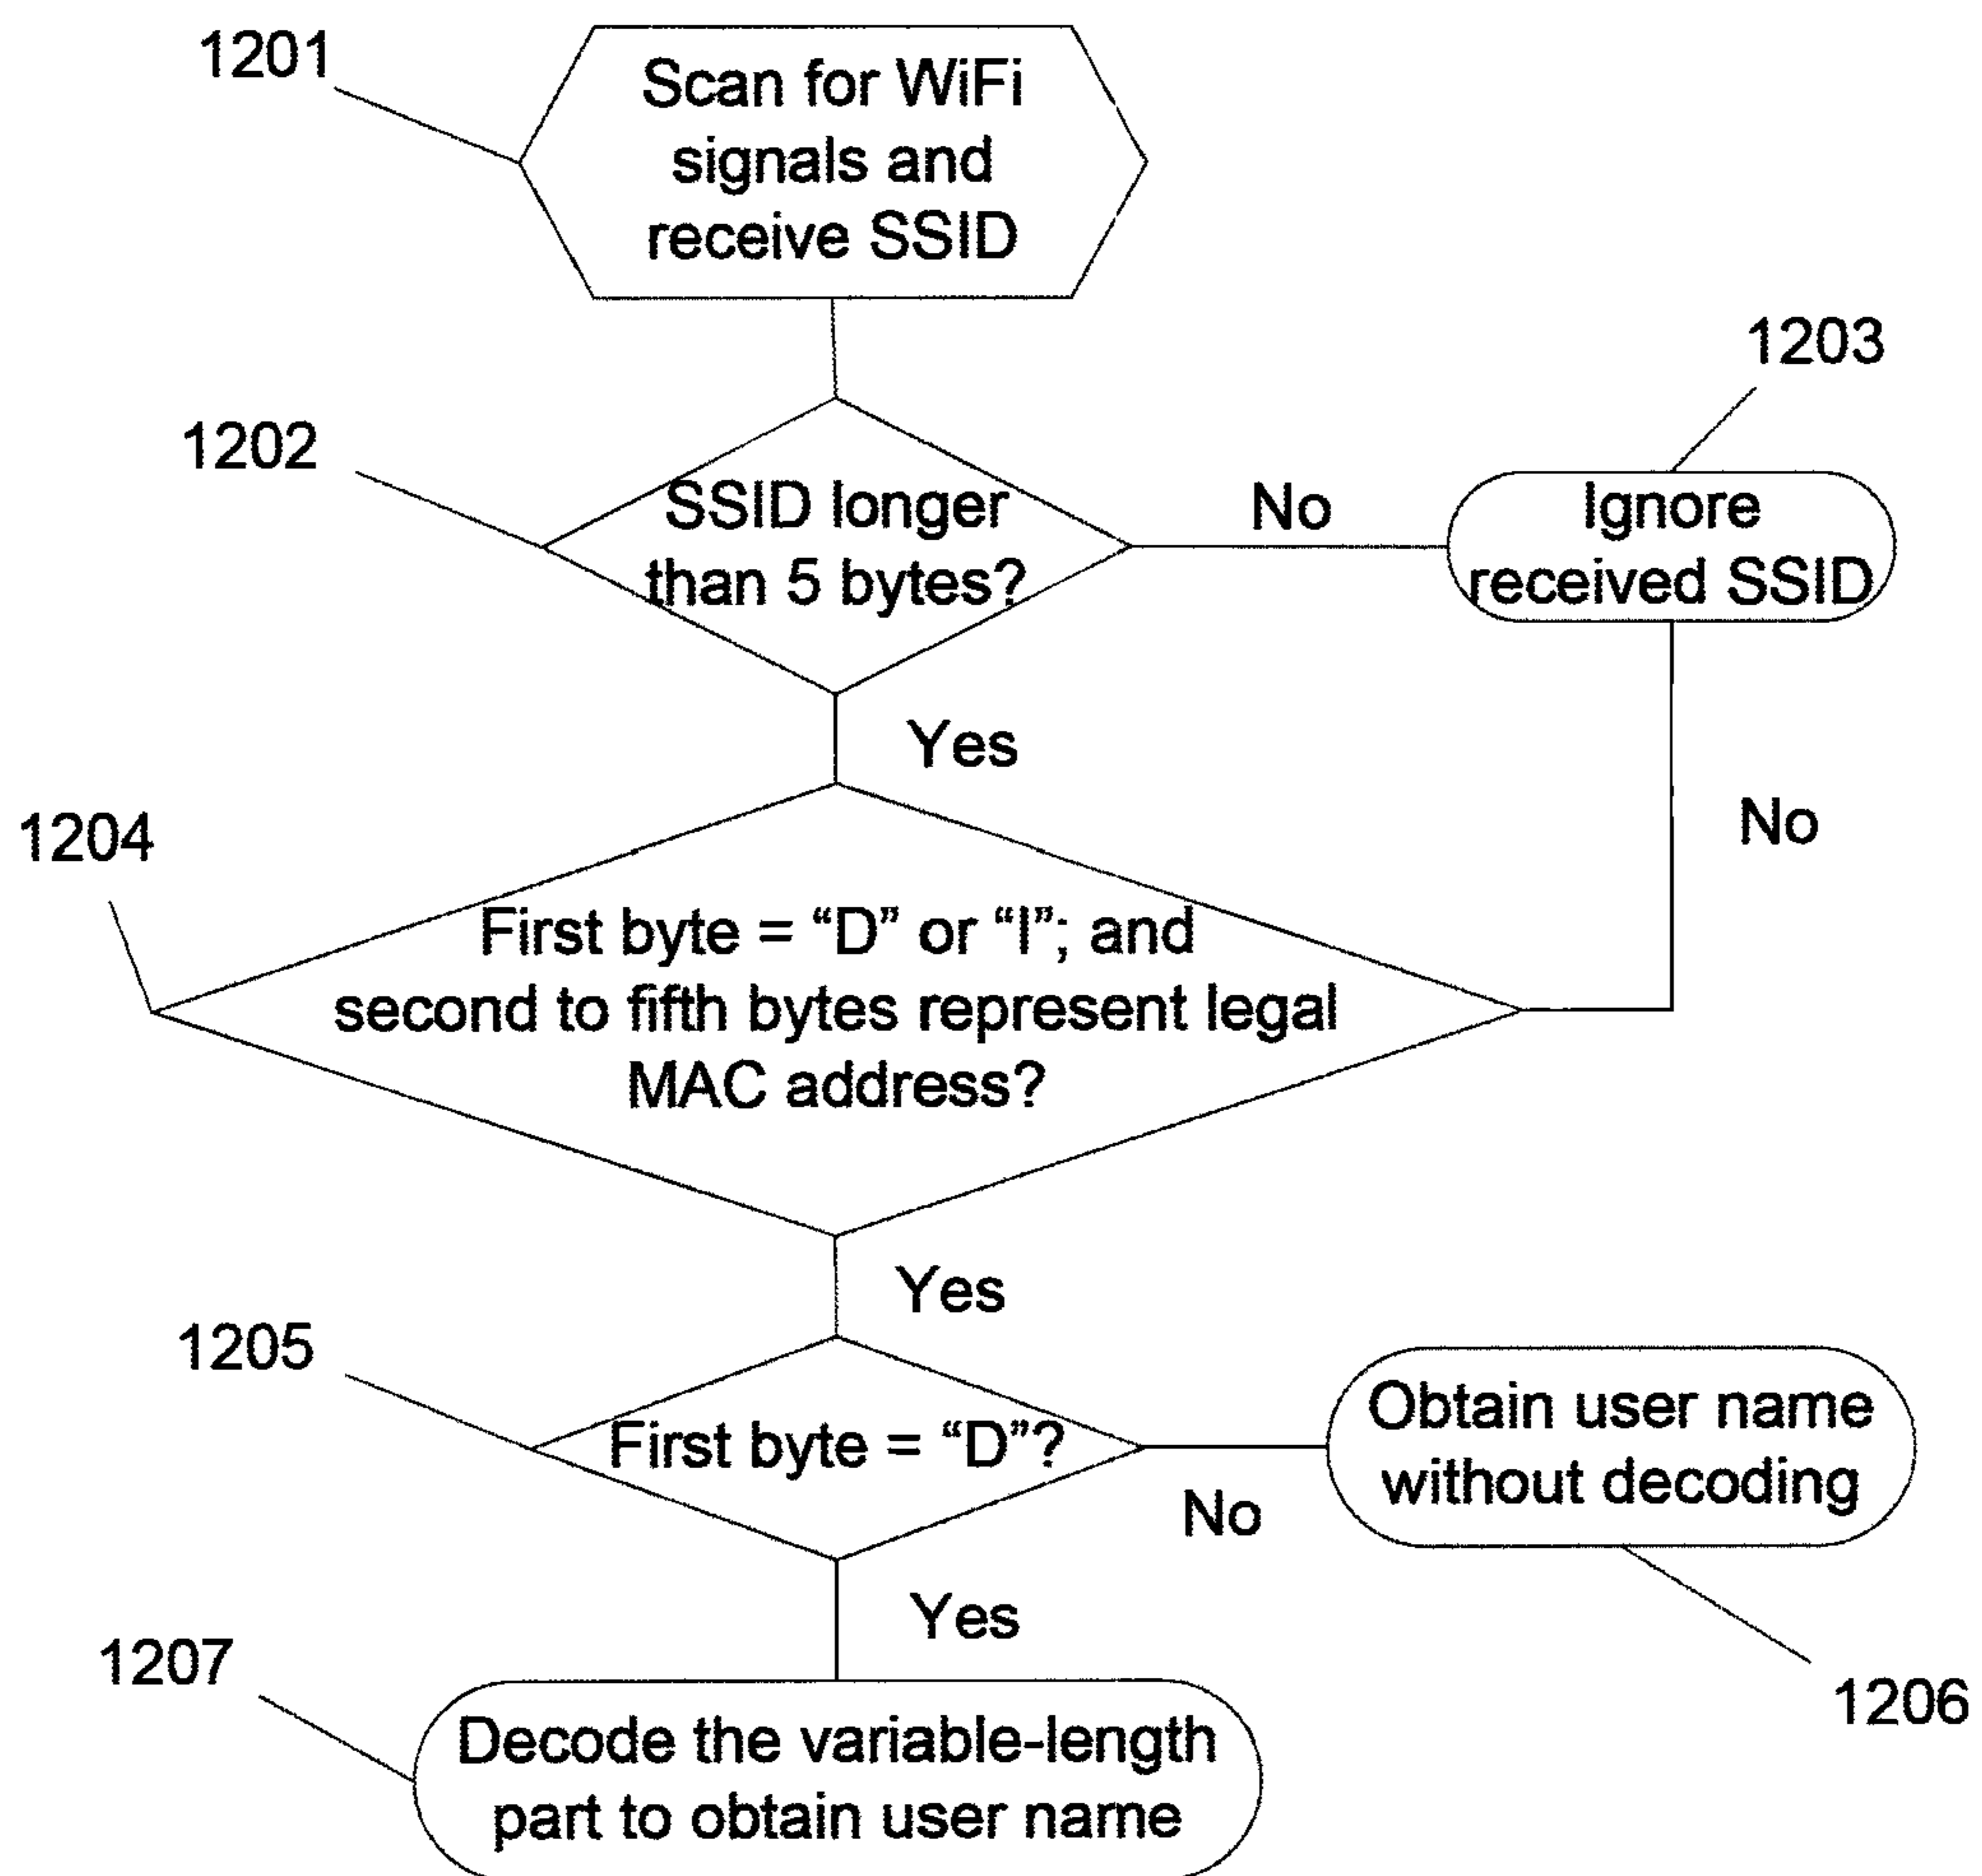 1201
Scan for WiFi
signals and
receive SSID
1202
SSID longer
than 5 bytes?
No
1203
Ignore
received SSID
Yes
No
1204
First byte = “D” or “I”; and
second to fifth bytes represent legal
MAC address?
Yes
1205
First byte = “D”?
No
Obtain user name
without decoding
1206
Yes
1207
Decode the variable-length
part to obtain user name